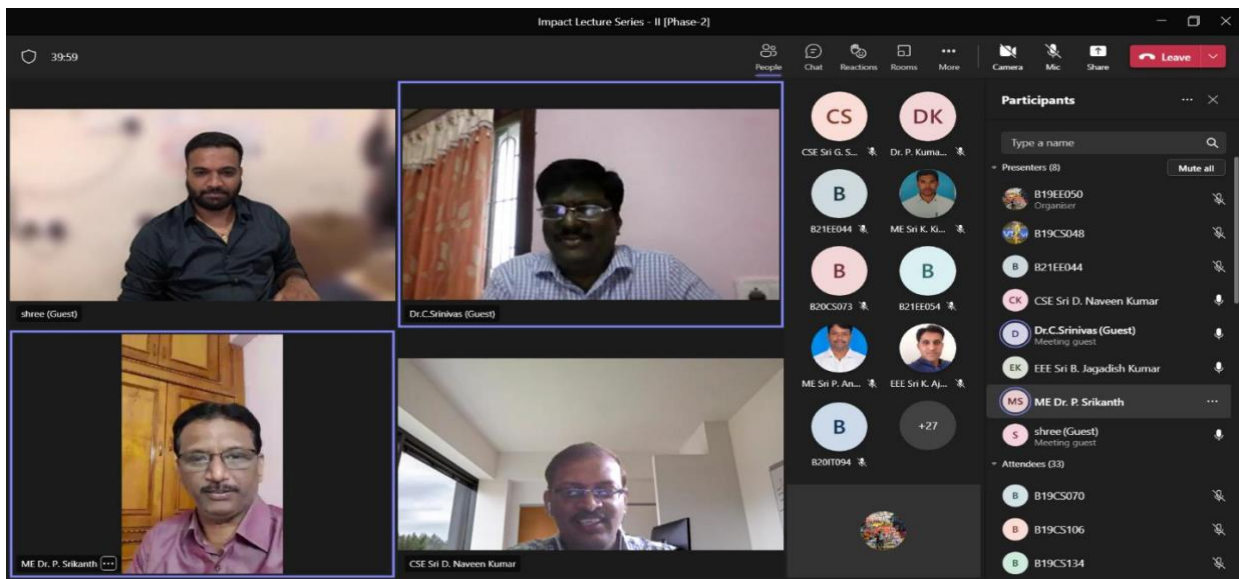 Impact Lecture Series - II [Phase-2]
39:59
People
Chat
Reactions
Rooms
More
Camera
Mic
Share
Leave
shree (Guest)
Dr.C.Srinivas (Guest)
ME Dr. P. Srikanth
CSE Sri D. Naveen Kumar
CS
DK
CSE Sri G. S...
Dr. P. Kuma...
B
B21EE044
ME Sri K. Ki...
B
B
B20CS073
B21EE054
ME Sri P. An...
EEE Sri K. Aj...
B
+27
B20IT094
Participants
Type a name
Presenters (8)
Mute all
B19EE050
Organiser
B19CS048
B
B21EE044
CK
CSE Sri D. Naveen Kumar
D
Dr.C.Srinivas (Guest)
Meeting guest
EK
EEE Sri B. Jagadish Kumar
MS
ME Dr. P. Srikanth
S
shree (Guest)
Meeting guest
Attendees (33)
B
B19CS070
B
B19CS106
B
B19CS134